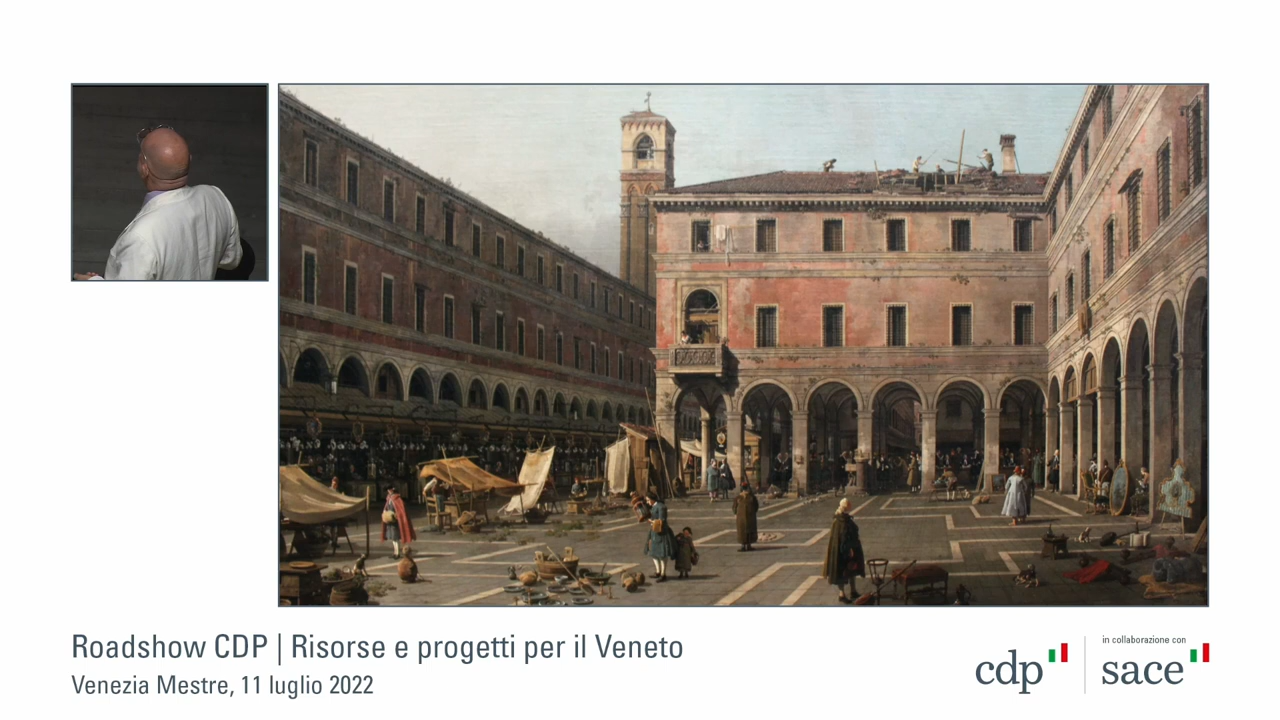 Roadshow CDP | Risorse e progetti per il Veneto
Venezia Mestre, 11 luglio 2022
cdp
in collaborazione con
sace